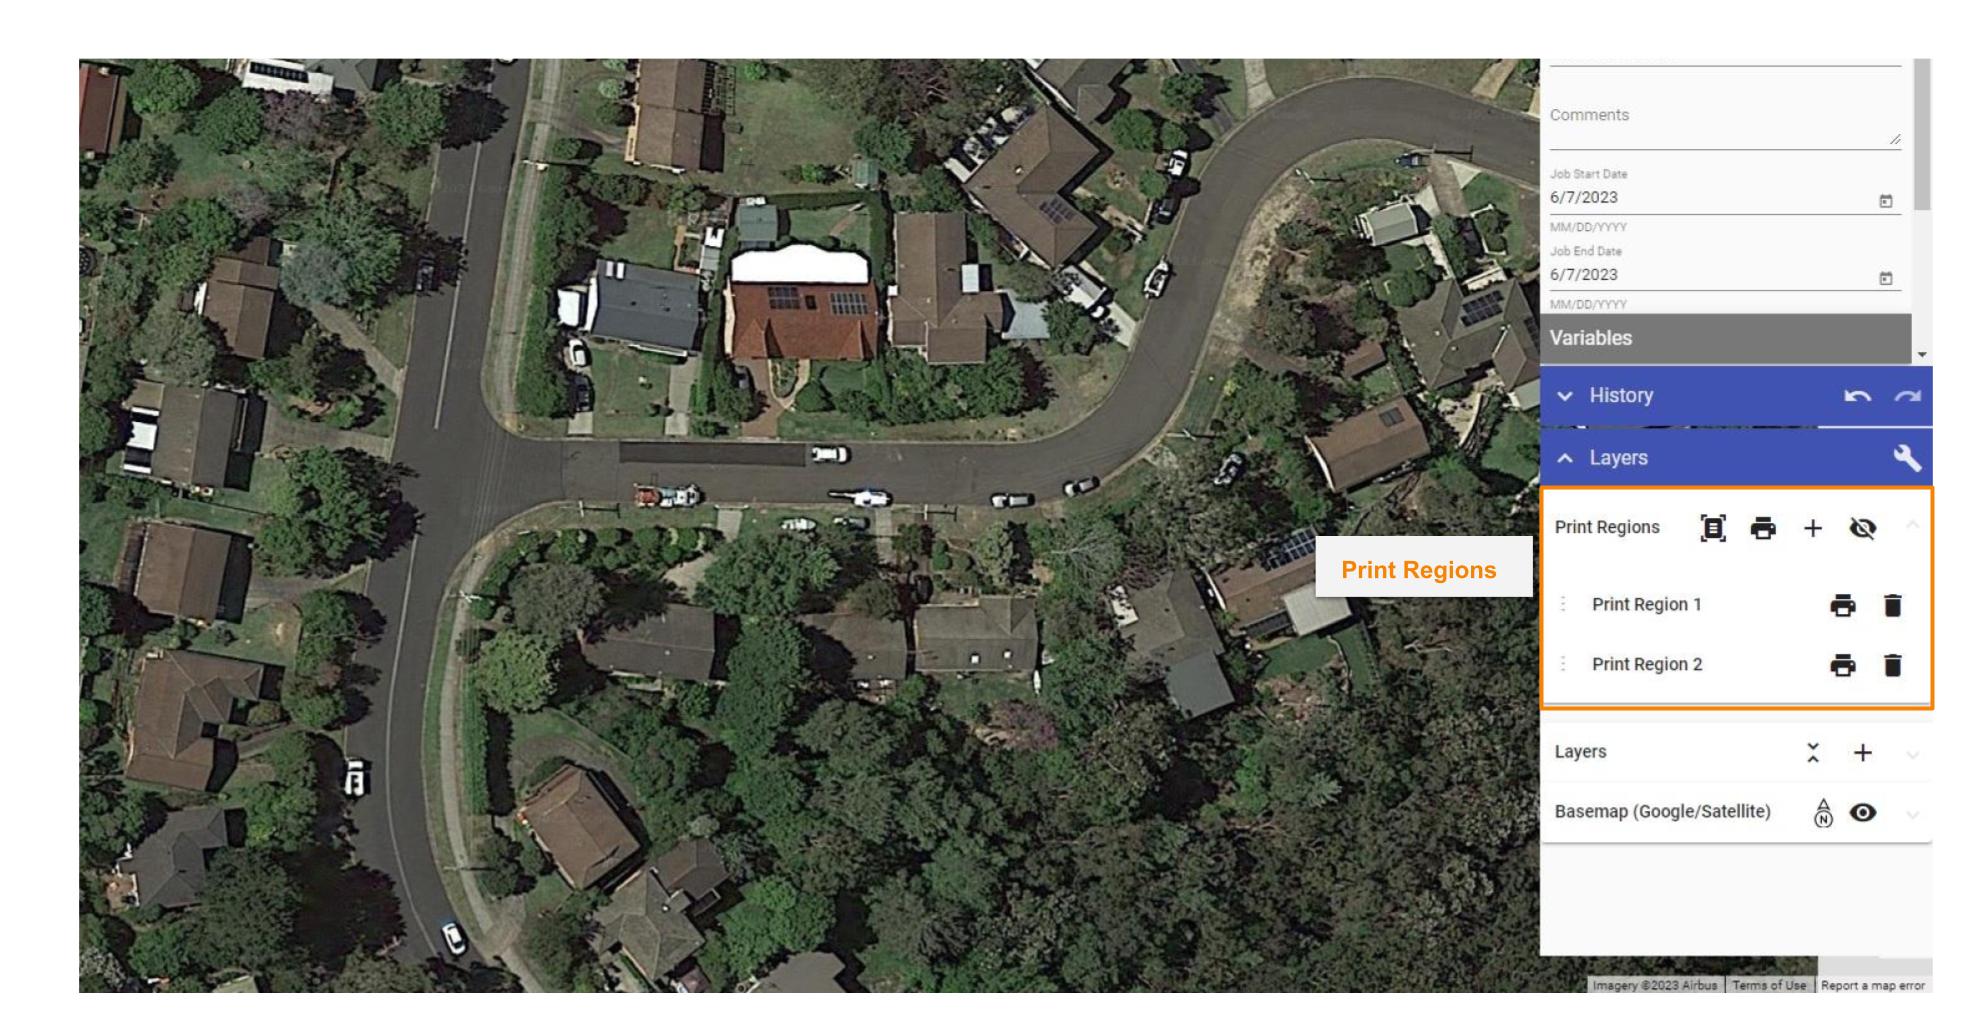 Comments
Job Start Date
6/7/2023
MM/DD/YYYY
Job End Date
6/7/2023
MM/DD/YYYY
Variables
History
Layers
Print Regions
Print Regions
Print Region 1
Print Region 2
Layers
Basemap (Google/Satellite)
N
Imagery ©2023 Airbus
Terms of Use
Report a map error